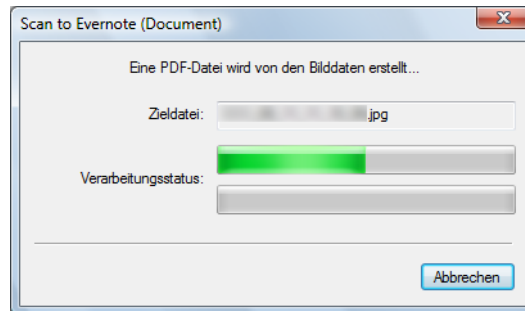 Scan to Evernote (Document)
Eine PDF-Datei wird von den Bilddaten erstellt...
Zieldatei: .jpg
Verarbeitungsstatus:
Abbrechen